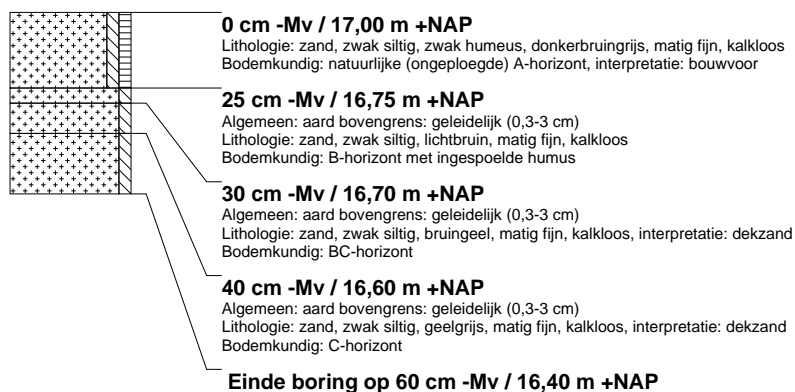 0 cm -Mv / 17,00 m +NAP
Lithologie: zand, zwak siltig, zwak humeus, donkerbruingrijs, matig fijn, kalkloos
Bodemkundig: natuurlijke (ongeploegde) A-horizont, interpretatie: bouwvoor
25 cm -Mv / 16,75 m +NAP
Algemeen: aard bovengrens: geleidelijk (0,3-3 cm)
Lithologie: zand, zwak siltig, lichtbruin, matig fijn, kalkloos
Bodemkundig: B-horizont met ingespoelde humus
30 cm -Mv / 16,70 m +NAP
Algemeen: aard bovengrens: geleidelijk (0,3-3 cm)
Lithologie: zand, zwak siltig, bruingeel, matig fijn, kalkloos, interpretatie: dekzand
Bodemkundig: BC-horizont
40 cm -Mv / 16,60 m +NAP
Algemeen: aard bovengrens: geleidelijk (0,3-3 cm)
Lithologie: zand, zwak siltig, geelgrijs, matig fijn, kalkloos, interpretatie: dekzand
Bodemkundig: C-horizont
Einde boring op 60 cm -Mv / 16,40 m +NAP